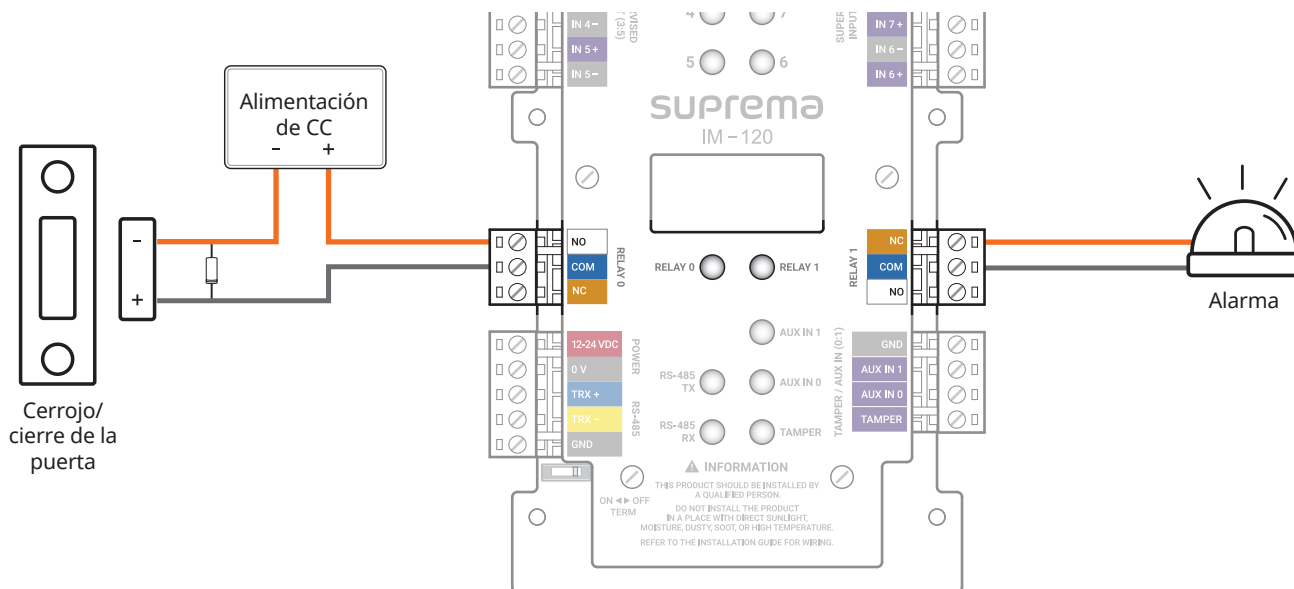 IN 4 –
IN 5 +
IN 5 –
(3:5)
4
7
5
6
SUPER
INPUT
IN 7 +
IN 6 –
IN 6 +
suprema
IM – 120
Alimentación
de CC
– +
–
+
Cerrojo/
cierre de la
puerta
NO
COM
NC
RELAY 0
RELAY 0
RELAY 1
RELAY 1
NC
COM
NO
Alarma
12-24 VDC
0 V
TRX +
TRX –
GND
POWER
RS-485
AUX IN 1
RS-485
TX
AUX IN 0
RS-485
RX
TAMPER
TAMPER / AUX IN (0:1)
GND
AUX IN 1
AUX IN 0
TAMPER
ON ◂▸ OFF
TERM
INFORMATION
THIS PRODUCT SHOULD BE INSTALLED BY
A QUALIFIED PERSON.
DO NOT INSTALL THE PRODUCT
IN A PLACE WITH DIRECT SUNLIGHT,
MOISTURE, DUSTY, SOOT, OR HIGH TEMPERATURE.
REFER TO THE INSTALLATION GUIDE FOR WIRING.